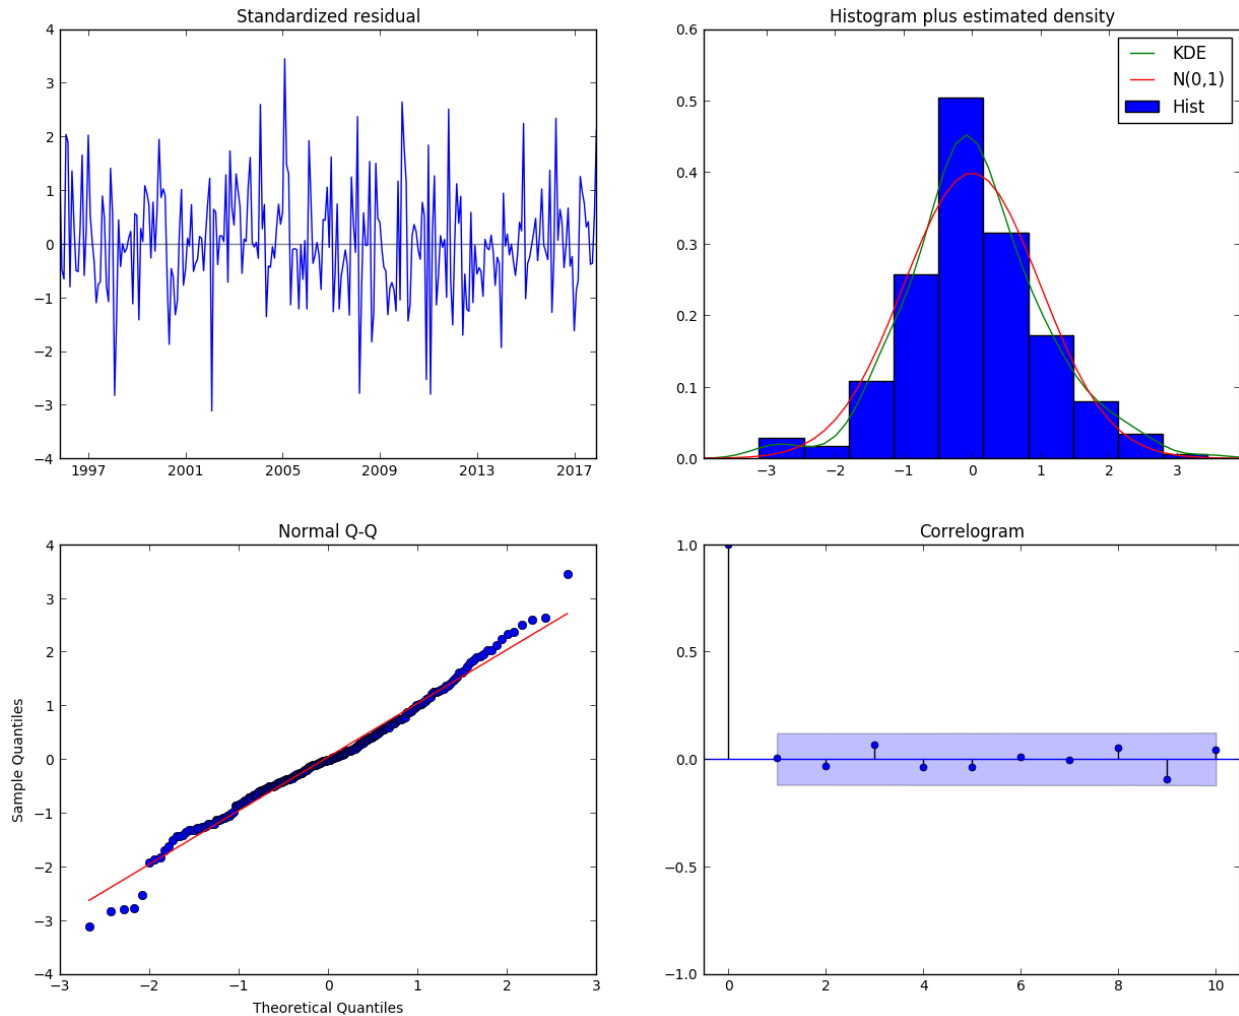 Standardized residual
4
3
2
1
0
−1
−2
−3
−4
1997 2001 2005 2009 2013 2017
Histogram plus estimated density
0.6
0.5
0.4
0.3
0.2
0.1
0.0
−3 −2 −1 0 1 2 3
KDE
N(0,1)
Hist
Normal Q-Q
Sample Quantiles
4
3
2
1
0
−1
−2
−3
−4
−3 −2 −1 0 1 2 3
Theoretical Quantiles
Correlogram
1.0
0.5
0.0
−0.5
−1.0
0 2 4 6 8 10